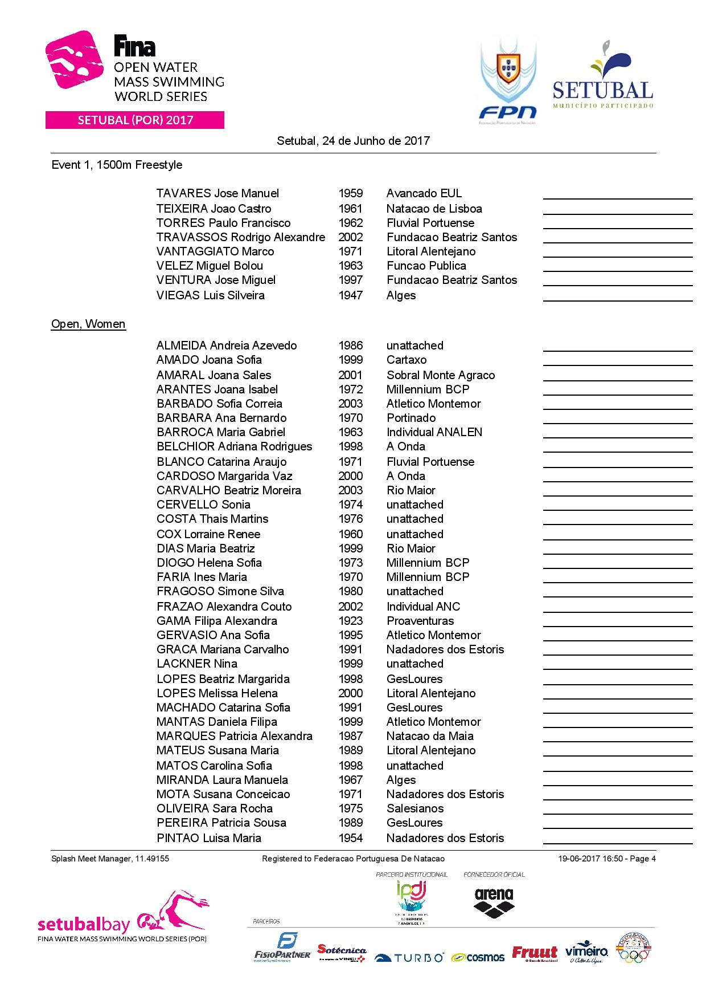 Fina
OPEN WATER
MASS SWIMMING
WORLD SERIES
SETUBAL (POR) 2017
FPN
FEDERAÇÃO PORTUGUESA DE NATAÇÃO
SETUBAL
MUNICÍPIO PARTICIPADO
Setubal, 24 de Junho de 2017
Event 1, 1500m Freestyle
TAVARES Jose Manuel 1959 Avancado EUL
TEIXEIRA Joao Castro 1961 Natacao de Lisboa
TORRES Paulo Francisco 1962 Fluvial Portuense
TRAVASSOS Rodrigo Alexandre 2002 Fundacao Beatriz Santos
VANTAGGIATO Marco 1971 Litoral Alentejano
VELEZ Miguel Bolou 1963 Funcao Publica
VENTURA Jose Miguel 1997 Fundacao Beatriz Santos
VIEGAS Luis Silveira 1947 Alges
Open, Women
ALMEIDA Andreia Azevedo 1986 unattached
AMADO Joana Sofia 1999 Cartaxo
AMARAL Joana Sales 2001 Sobral Monte Agraco
ARANTES Joana Isabel 1972 Millennium BCP
BARBADO Sofia Correia 2003 Atletico Montemor
BARBARA Ana Bernardo 1970 Portinado
BARROCA Maria Gabriel 1963 Individual ANALEN
BELCHIOR Adriana Rodrigues 1998 A Onda
BLANCO Catarina Araujo 1971 Fluvial Portuense
CARDOSO Margarida Vaz 2000 A Onda
CARVALHO Beatriz Moreira 2003 Rio Maior
CERVELLO Sonia 1974 unattached
COSTA Thais Martins 1976 unattached
COX Lorraine Renee 1960 unattached
DIAS Maria Beatriz 1999 Rio Maior
DIOGO Helena Sofia 1973 Millennium BCP
FARIA Ines Maria 1970 Millennium BCP
FRAGOSO Simone Silva 1980 unattached
FRAZAO Alexandra Couto 2002 Individual ANC
GAMA Filipa Alexandra 1923 Proaventuras
GERVASIO Ana Sofia 1995 Atletico Montemor
GRACA Mariana Carvalho 1991 Nadadores dos Estoris
LACKNER Nina 1999 unattached
LOPES Beatriz Margarida 1998 GesLoures
LOPES Melissa Helena 2000 Litoral Alentejano
MACHADO Catarina Sofia 1991 GesLoures
MANTAS Daniela Filipa 1999 Atletico Montemor
MARQUES Patricia Alexandra 1987 Natacao da Maia
MATEUS Susana Maria 1989 Litoral Alentejano
MATOS Carolina Sofia 1998 unattached
MIRANDA Laura Manuela 1967 Alges
MOTA Susana Conceicao 1971 Nadadores dos Estoris
OLIVEIRA Sara Rocha 1975 Salesianos
PEREIRA Patricia Sousa 1989 GesLoures
PINTAO Luisa Maria 1954 Nadadores dos Estoris
Splash Meet Manager, 11.49155 Registered to Federacao Portuguesa De Natacao 19-06-2017 16:50 - Page 4
PARCEIRO INSTITUCIONAL FORNECEDOR OFICIAL
ipdj
DO DESPORTO
arena
setubalbay
FINA WATER MASS SWIMMING WORLD SERIES (POR)
PARCEIROS
FISIOPARTNER
Sotécnica
VINCI
TURBO
cosmos
Fruut
vimeiro